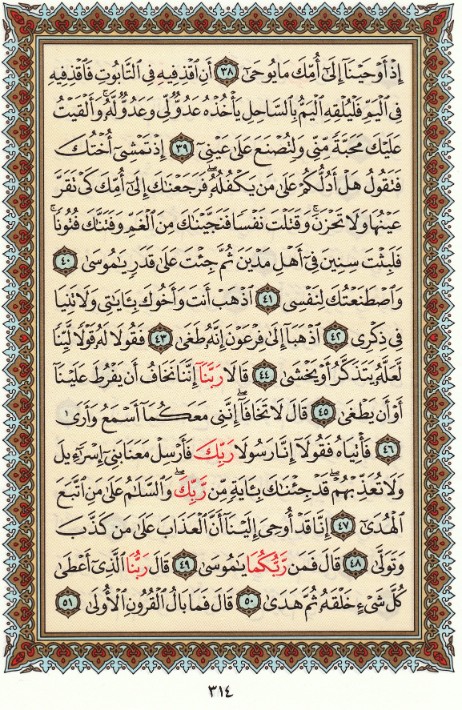 إِذْ أَوْحَيْنَآ إِلَىٰٓ أُمِّكَ مَا يُوحَىٰٓ ٣٨ أَنِ ٱقْذِفِيهِ فِى ٱلتَّابُوتِ فَٱقْذِفِيهِ
فِى ٱلْيَمِّ فَلْيُلْقِهِ ٱلْيَمُّ بِٱلسَّاحِلِ يَأْخُذْهُ عَدُوٌّ لِّى وَعَدُوٌّ لَّهُۥ ۚ وَأَلْقَيْتُ
عَلَيْكَ مَحَبَّةً مِّنِّى وَلِتُصْنَعَ عَلَىٰ عَيْنِىٓ ٣٩ إِذْ تَمْشِىٓ أُخْتُكَ
فَتَقُولُ هَلْ أَدُلُّكُمْ عَلَىٰ مَن يَكْفُلُهُۥ ۖ فَرَجَعْنَٰكَ إِلَىٰٓ أُمِّكَ كَىْ تَقَرَّ
عَيْنُهَا وَلَا تَحْزَنَ ۚ وَقَتَلْتَ نَفْسًا فَنَجَّيْنَٰكَ مِنَ ٱلْغَمِّ وَفَتَنَّٰكَ فُتُونًا ۚ
فَلَبِثْتَ سِنِينَ فِىٓ أَهْلِ مَدْيَنَ ثُمَّ جِئْتَ عَلَىٰ قَدَرٍ يَٰمُوسَىٰ ٤٠
وَٱصْطَنَعْتُكَ لِنَفْسِى ٤١ ٱذْهَبْ أَنتَ وَأَخُوكَ بِـَٔايَٰتِى وَلَا تَنِيَا
فِى ذِكْرِى ٤٢ ٱذْهَبَآ إِلَىٰ فِرْعَوْنَ إِنَّهُۥ طَغَىٰ ٤٣ فَقُولَا لَهُۥ قَوْلًا لَّيِّنًا
لَّعَلَّهُۥ يَتَذَكَّرُ أَوْ يَخْشَىٰ ٤٤ قَالَا رَبَّنَآ إِنَّنَا نَخَافُ أَن يَفْرُطَ عَلَيْنَآ
أَوْ أَن يَطْغَىٰ ٤٥ قَالَ لَا تَخَافَآ ۖ إِنَّنِى مَعَكُمَآ أَسْمَعُ وَأَرَىٰ
٤٦ فَأْتِيَاهُ فَقُولَآ إِنَّا رَسُولَا رَبِّكَ فَأَرْسِلْ مَعَنَا بَنِىٓ إِسْرَٰٓءِيلَ
وَلَا تُعَذِّبْهُمْ ۖ قَدْ جِئْنَٰكَ بِـَٔايَةٍ مِّن رَّبِّكَ ۖ وَٱلسَّلَٰمُ عَلَىٰ مَنِ ٱتَّبَعَ
ٱلْهُدَىٰٓ ٤٧ إِنَّا قَدْ أُوحِىَ إِلَيْنَآ أَنَّ ٱلْعَذَابَ عَلَىٰ مَن كَذَّبَ
وَتَوَلَّىٰ ٤٨ قَالَ فَمَن رَّبُّكُمَا يَٰمُوسَىٰ ٤٩ قَالَ رَبُّنَا ٱلَّذِىٓ أَعْطَىٰ
كُلَّ شَىْءٍ خَلْقَهُۥ ثُمَّ هَدَىٰ ٥٠ قَالَ فَمَا بَالُ ٱلْقُرُونِ ٱلْأُولَىٰ ٥١
٣١٤